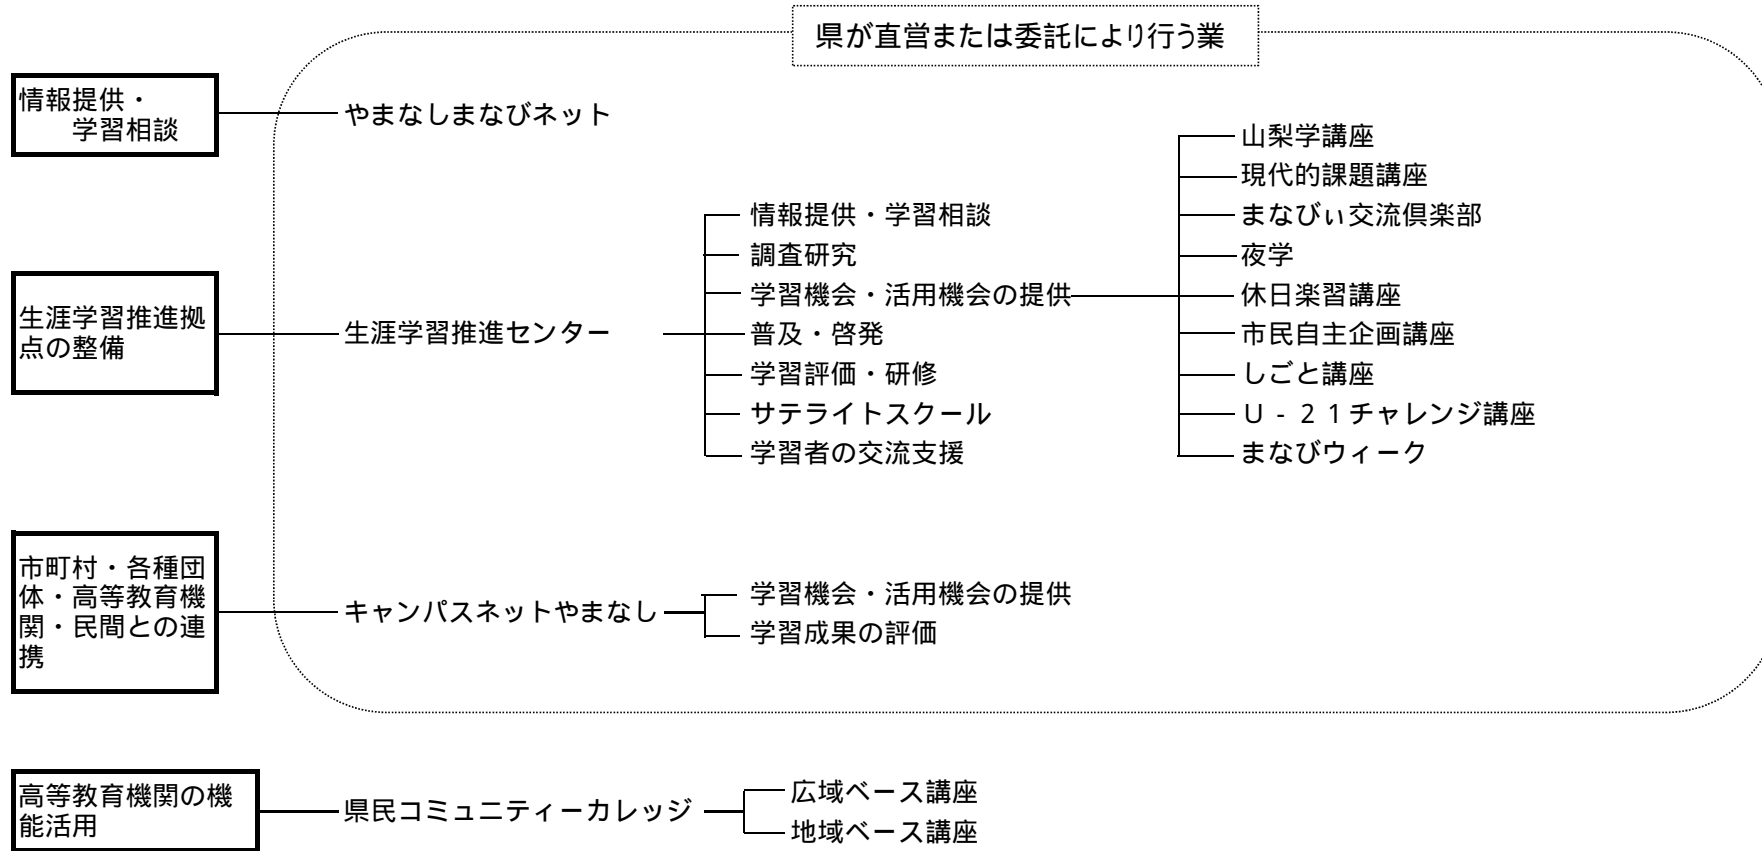 県が直営または委託により行う業
情報提供・
学習相談
やまなしまなびネット
生涯学習推進拠
点の整備
生涯学習推進センター
情報提供・学習相談
調査研究
学習機会・活用機会の提供
普及・啓発
学習評価・研修
サテライトスクール
学習者の交流支援
山梨学講座
現代的課題講座
まなびぃ交流倶楽部
夜学
休日楽習講座
市民自主企画講座
しごと講座
U - 2 1チャレンジ講座
まなびウィーク
市町村・各種団
体・高等教育機
関・民間との連
携
キャンパスネットやまなし
学習機会・活用機会の提供
学習成果の評価
高等教育機関の機
能活用
県民コミュニティーカレッジ
広域ベース講座
地域ベース講座